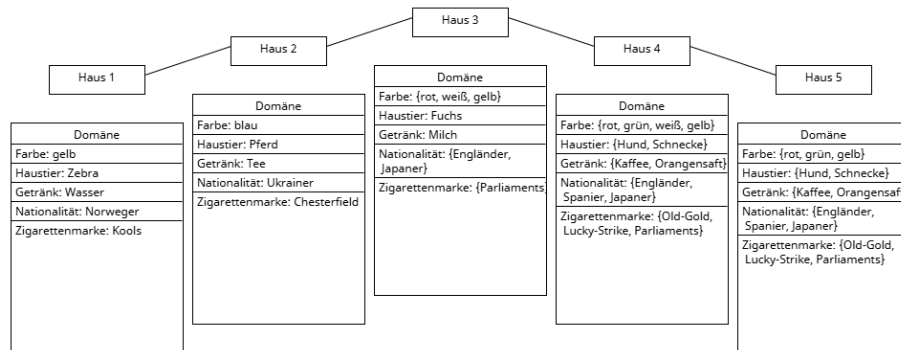 Haus 3
Haus 2
Haus 4
Haus 1
Haus 5
Domäne
Farbe: gelb
Haustier: Zebra
Getränk: Wasser
Nationalität: Norweger
Zigarettenmarke: Kools
Domäne
Farbe: blau
Haustier: Pferd
Getränk: Tee
Nationalität: Ukrainer
Zigarettenmarke: Chesterfield
Domäne
Farbe: {rot, weiß, gelb}
Haustier: Fuchs
Getränk: Milch
Nationalität: {Engländer,
Japaner}
Zigarettenmarke: {Parliaments}
Domäne
Farbe: {rot, grün, weiß, gelb}
Haustier: {Hund, Schnecke}
Getränk: {Kaffee, Orangensaft}
Nationalität: {Engländer,
Spanier, Japaner}
Zigarettenmarke: {Old-Gold,
Lucky-Strike, Parliaments}
Domäne
Farbe: {rot, grün, gelb}
Haustier: {Hund, Schnecke}
Getränk: {Kaffee, Orangensaft}
Nationalität: {Engländer,
Spanier, Japaner}
Zigarettenmarke: {Old-Gold,
Lucky-Strike, Parliaments}